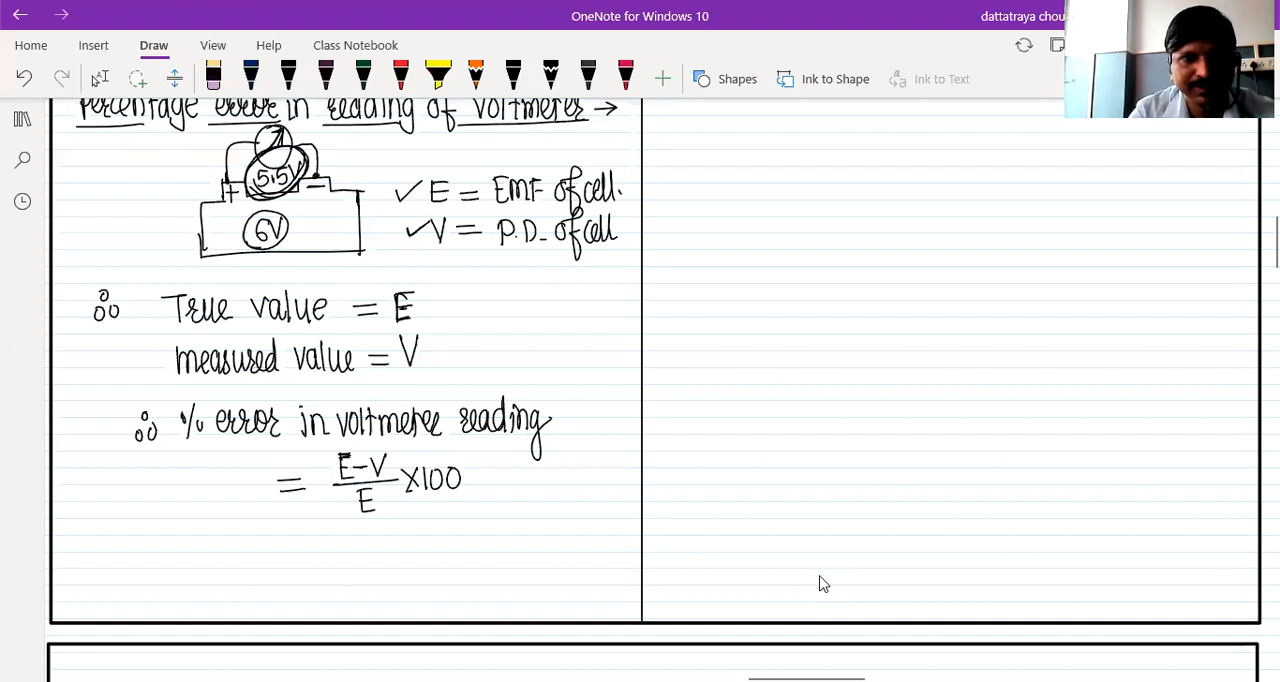 OneNote for Windows 10
dattatraya chou
Home Insert Draw View Help Class Notebook
Shapes Ink to Shape Ink to Text
Percentage error in reading of voltmeter →
5.5V
+ −
6V
✓ E = EMF of cell.
✓ V = P.D. of cell
∴ True value = E
measured value = V
∴ % error in voltmeter reading
= E−V/E ×100